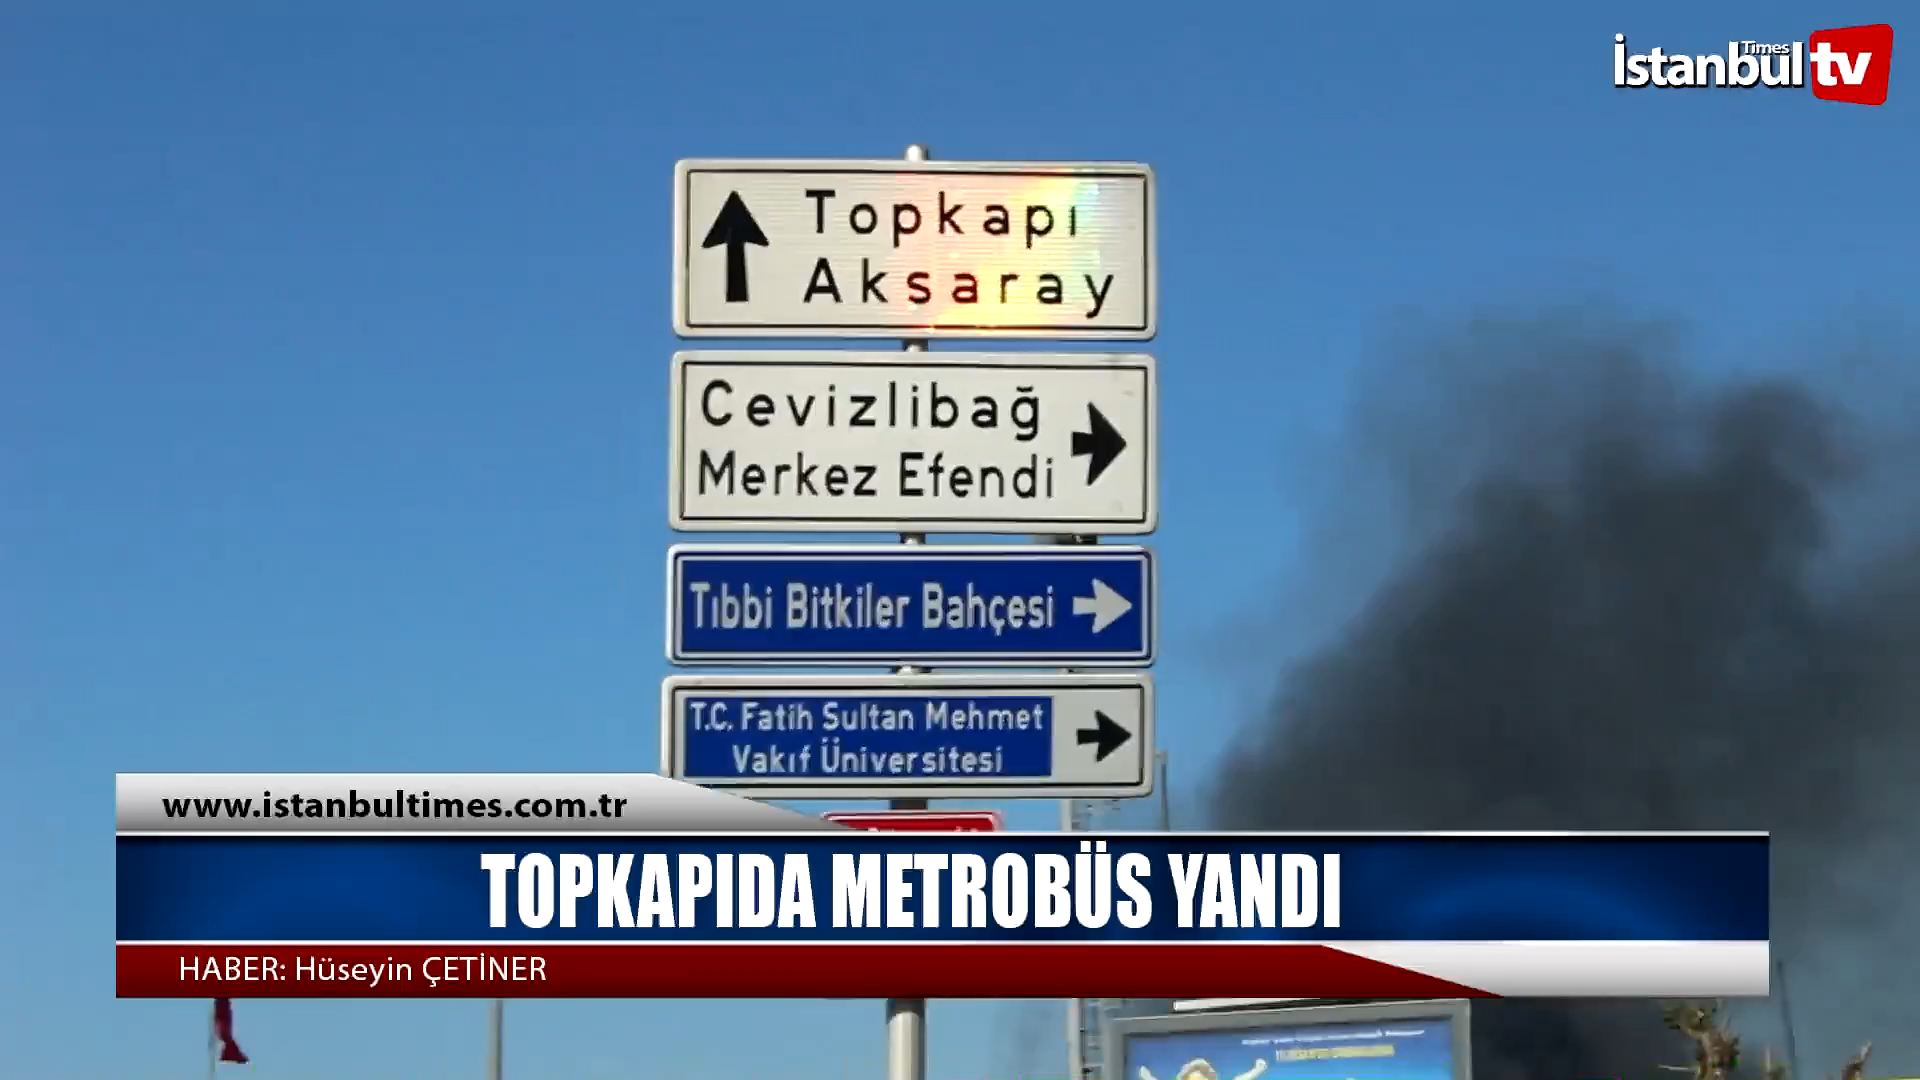 İstanbul Times tv
Topkapı
Aksaray
Cevizlibağ
Merkez Efendi
Tıbbi Bitkiler Bahçesi
T.C. Fatih Sultan Mehmet
Vakıf Üniversitesi
www.istanbultimes.com.tr
TOPKAPIDA METROBÜS YANDI
HABER: Hüseyin ÇETİNER